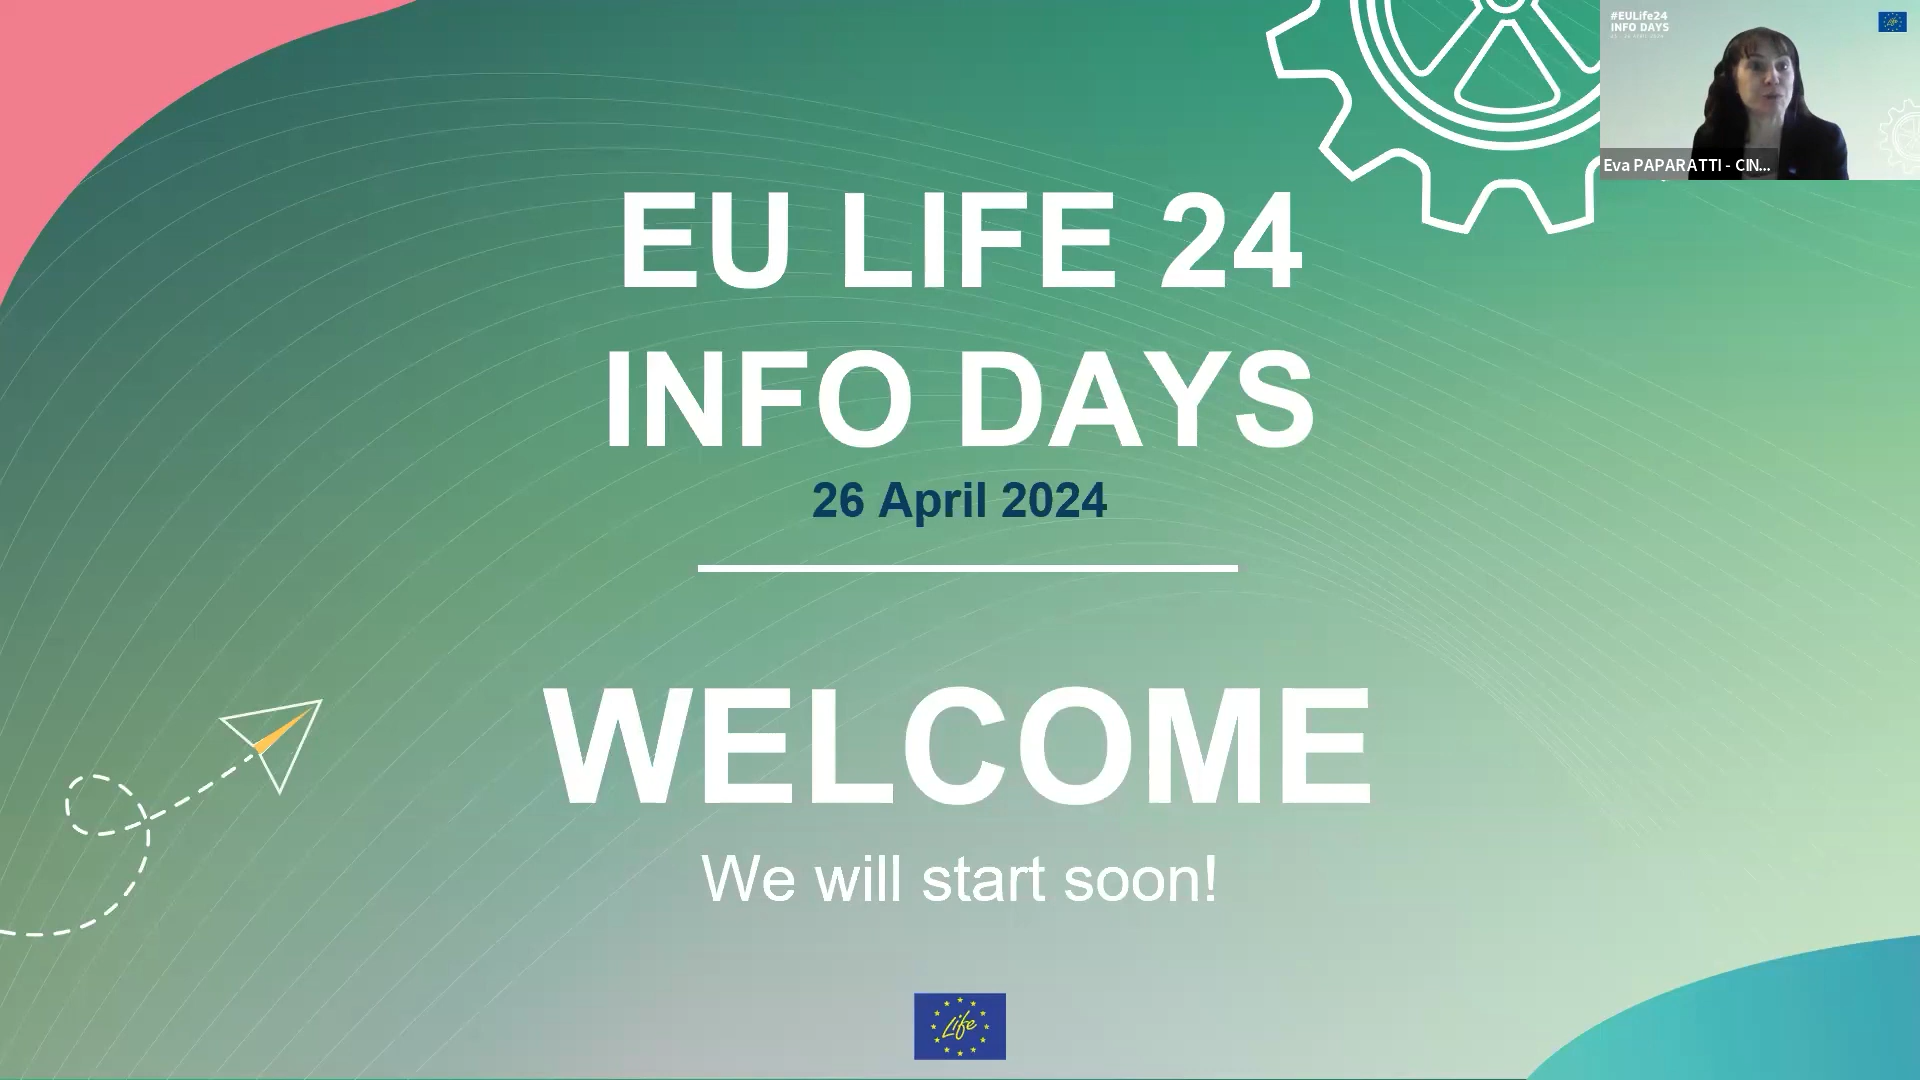 #EULife24
INFO DAYS
Eva PAPARATTI - CIN...
EU LIFE 24
INFO DAYS
26 April 2024
WELCOME
We will start soon!
Life